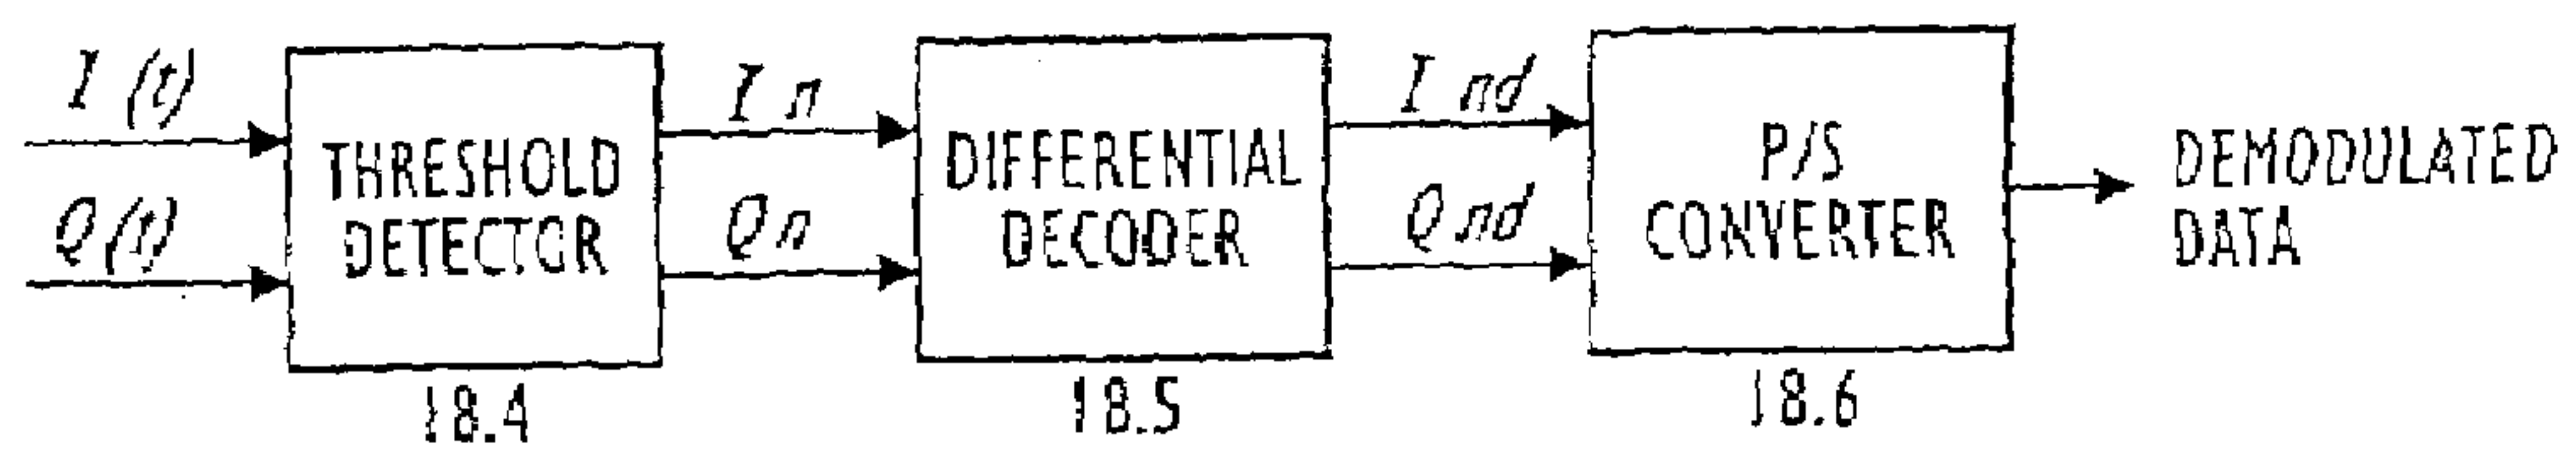 I (t)
Q (t)
THRESHOLD
DETECTOR
18.4
I n
Q n
DIFFERENTIAL
DECODER
18.5
I nd
Q nd
P/S
CONVERTER
18.6
DEMODULATED
DATA